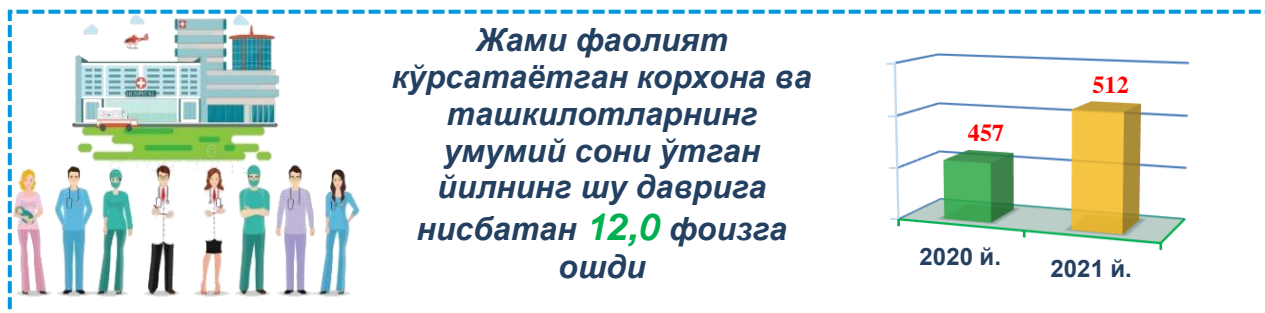 HOSPITAL
Жами фаолият
кўрсатаётган корхона ва
ташкилотларнинг
умумий сони ўтган
йилнинг шу даврига
нисбатан 12,0 фоизга
ошди
457
512
2020 й.
2021 й.